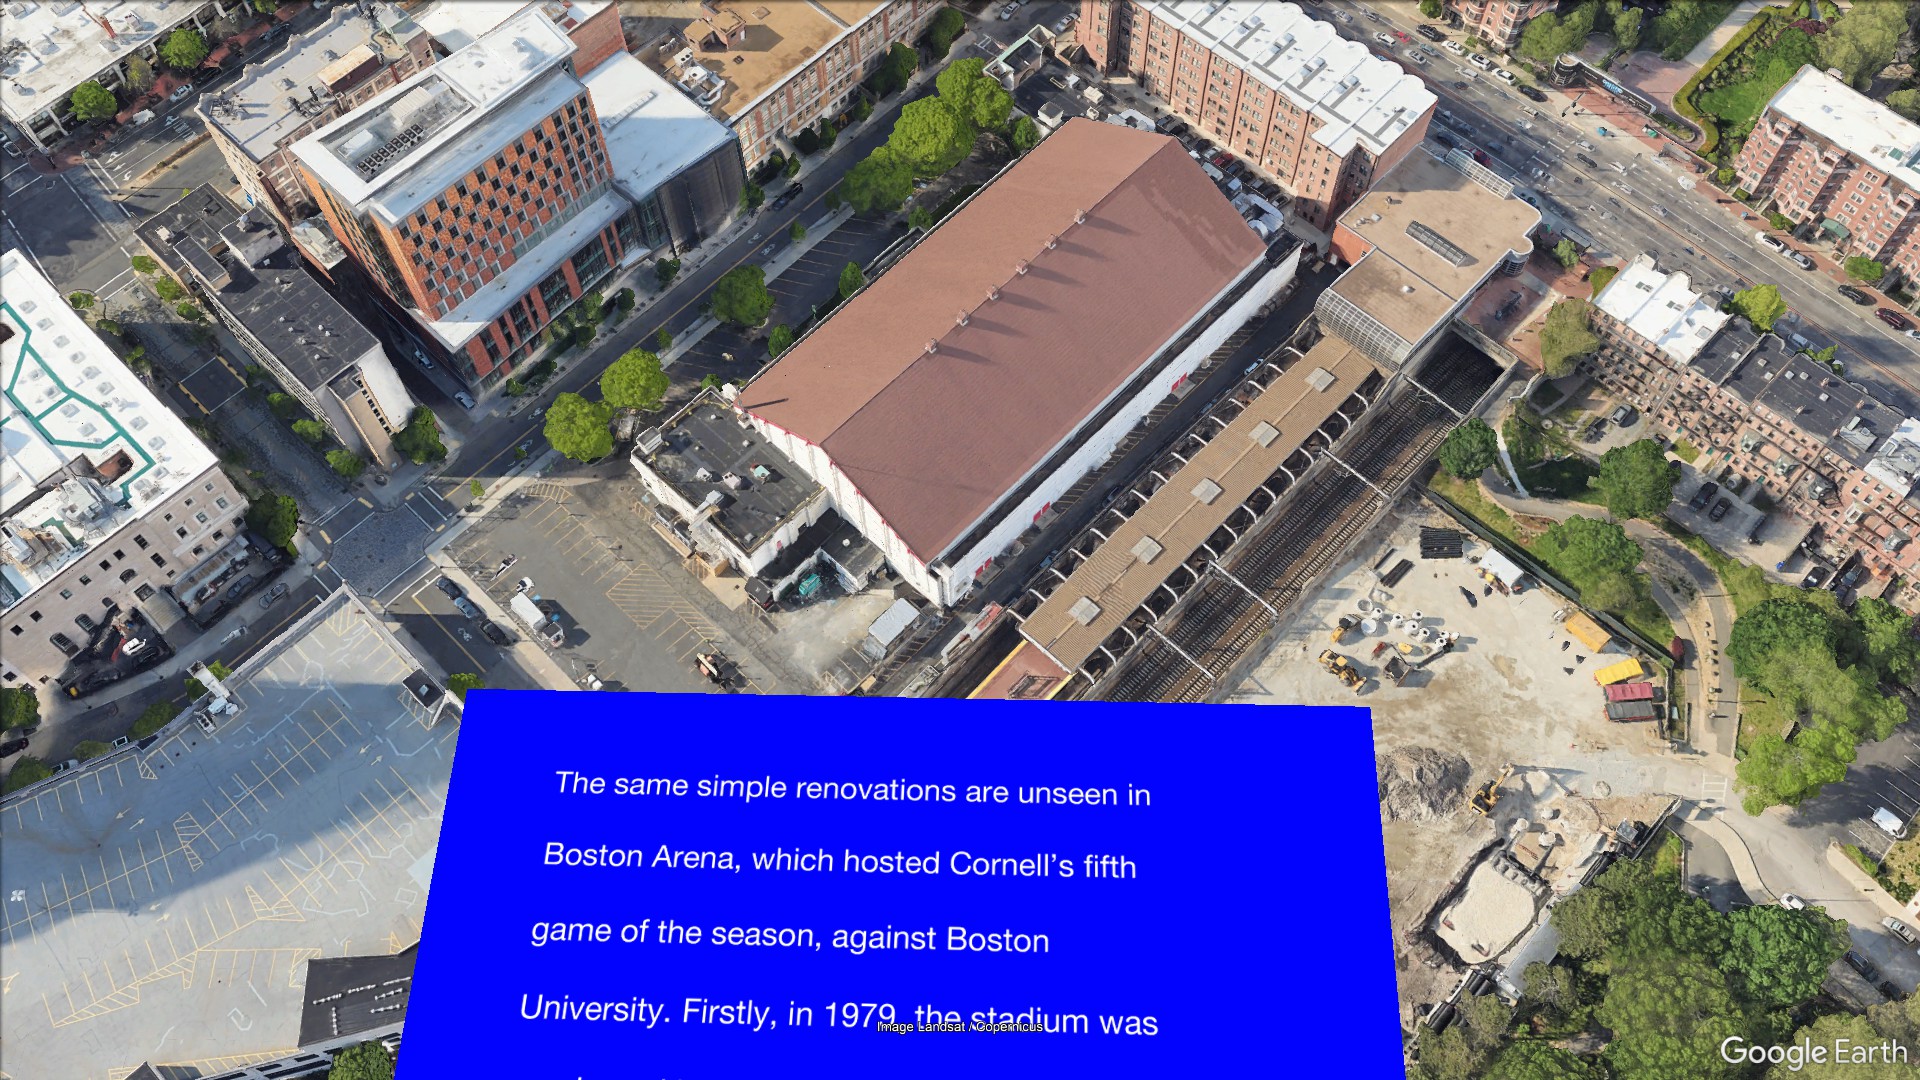 The same simple renovations are unseen in
Boston Arena, which hosted Cornell’s fifth
game of the season, against Boston
University. Firstly, in 1979, the stadium was
Image Landsat / Copernicus
Google Earth